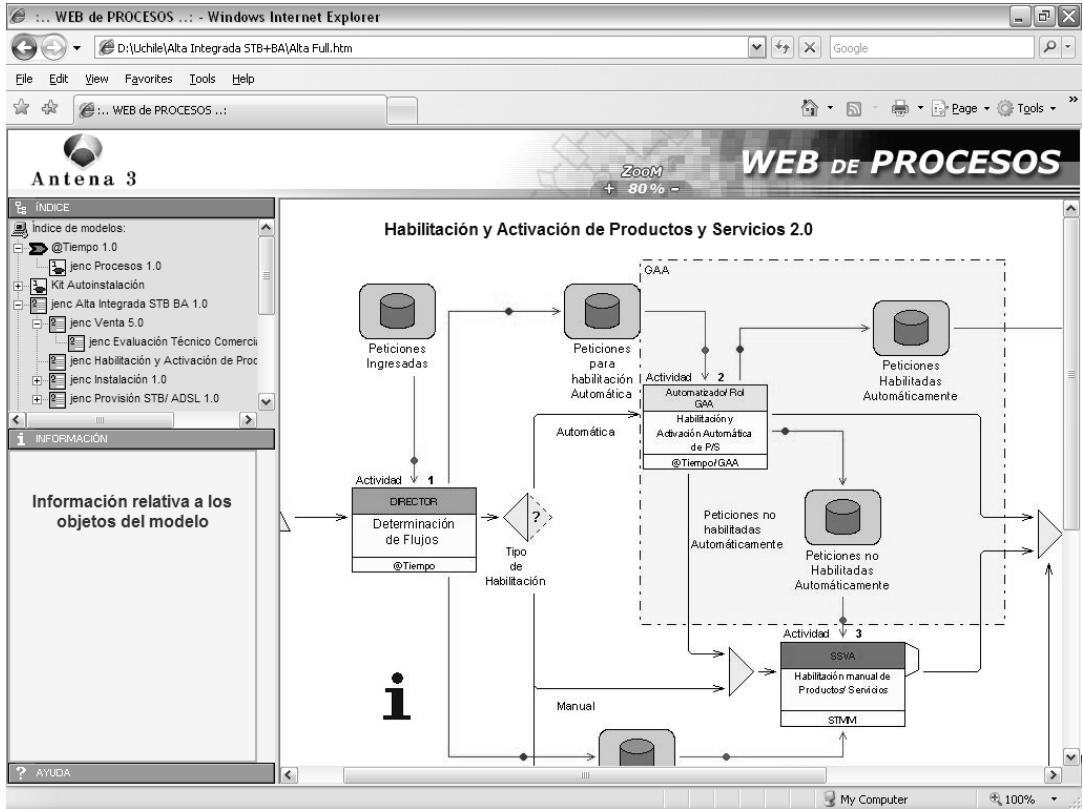 :.. WEB de PROCESOS ..: - Windows Internet Explorer
D:\Uchile\Alta Integrada STB+BA\Alta Full.htm
Google
File Edit View Favorites Tools Help
:.. WEB de PROCESOS ..:
Page Tools »
Antena 3
ZooM
+ 80% -
WEB DE PROCESOS
ÍNDICE
Índice de modelos:
@Tiempo 1.0
jenc Procesos 1.0
Kit Autoinstalación
jenc Alta Integrada STB BA 1.0
jenc Venta 5.0
jenc Evaluación Técnico Comercia
jenc Habilitación y Activación de Proc
jenc Instalación 1.0
jenc Provisión STB/ ADSL 1.0
i INFORMACIÓN
Información relativa a los
objetos del modelo
? AYUDA
Habilitación y Activación de Productos y Servicios 2.0
GAA
Peticiones
Ingresadas
Peticiones
para
habilitación
Automática
Peticiones
Habilitadas
Automáticamente
Actividad 2
Automatizado/ Rol
GAA
Habilitación y
Activación Automática
de P/S
@Tiempo/GAA
Automática
Actividad 1
DIRECTOR
Determinación
de Flujos
@Tiempo
?
Tipo
de
Habilitación
Peticiones no
habilitadas
Automáticamente
Peticiones no
Habilitadas
Automáticamente
Actividad 3
SSVA
Habilitación manual de
Productos/ Servicios
STMM
Manual
i
My Computer
100%